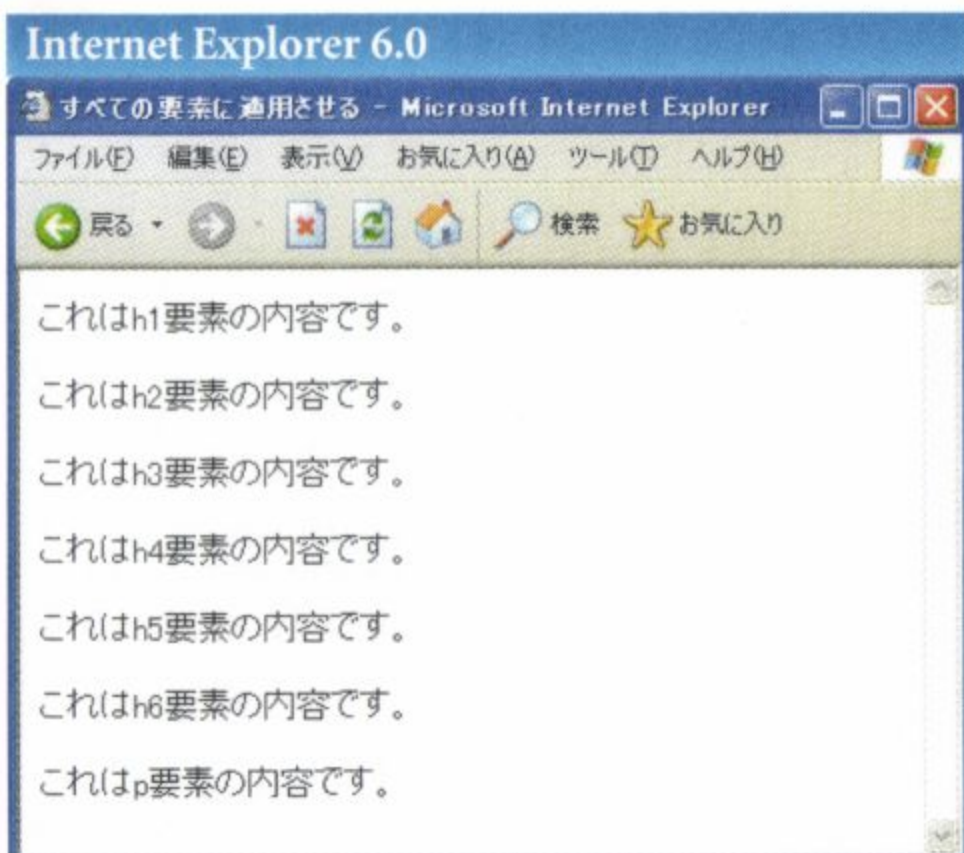 Internet Explorer 6.0
すべての要素に適用させる - Microsoft Internet Explorer
ファイル(F) 編集(E) 表示(V) お気に入り(A) ツール(T) ヘルプ(H)
戻る 検索 お気に入り
これはh1要素の内容です。
これはh2要素の内容です。
これはh3要素の内容です。
これはh4要素の内容です。
これはh5要素の内容です。
これはh6要素の内容です。
これはp要素の内容です。